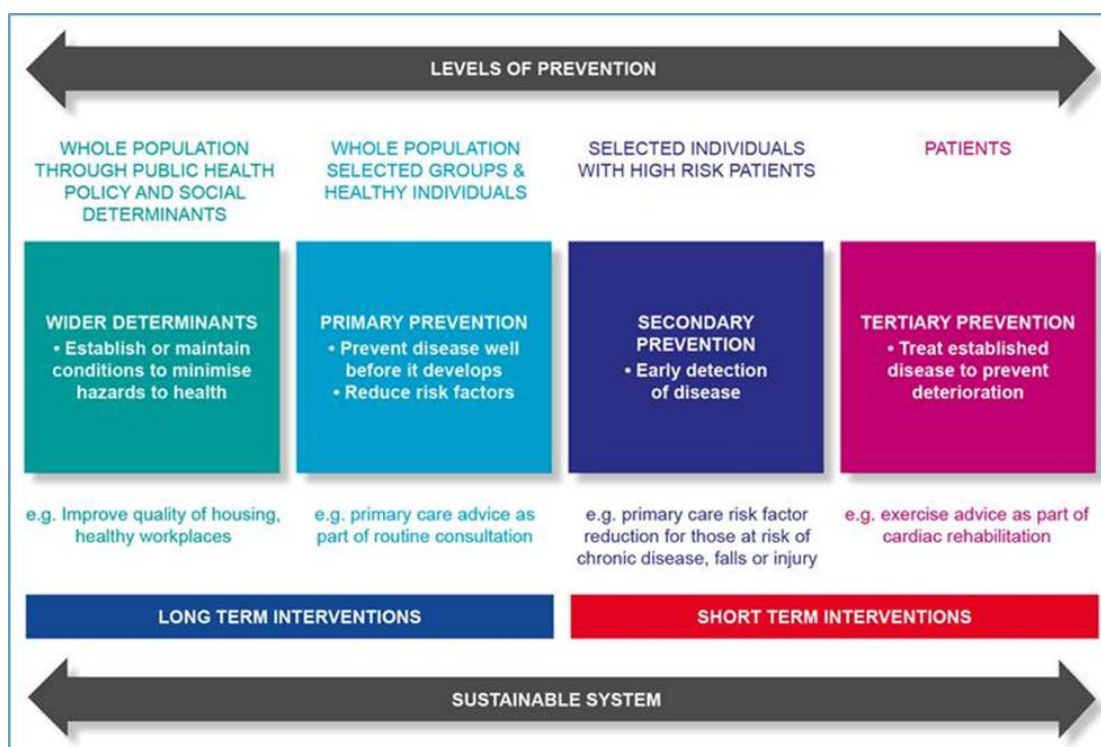 LEVELS OF PREVENTION
WHOLE POPULATION
THROUGH PUBLIC HEALTH
POLICY AND SOCIAL
DETERMINANTS
WHOLE POPULATION
SELECTED GROUPS &
HEALTHY INDIVIDUALS
SELECTED INDIVIDUALS
WITH HIGH RISK PATIENTS
PATIENTS
WIDER DETERMINANTS
• Establish or maintain
conditions to minimise
hazards to health
PRIMARY PREVENTION
• Prevent disease well
before it develops
• Reduce risk factors
SECONDARY
PREVENTION
• Early detection
of disease
TERTIARY PREVENTION
• Treat established
disease to prevent
deterioration
e.g. Improve quality of housing,
healthy workplaces
e.g. primary care advice as
part of routine consultation
e.g. primary care risk factor
reduction for those at risk of
chronic disease, falls or injury
e.g. exercise advice as part of
cardiac rehabilitation
LONG TERM INTERVENTIONS
SHORT TERM INTERVENTIONS
SUSTAINABLE SYSTEM